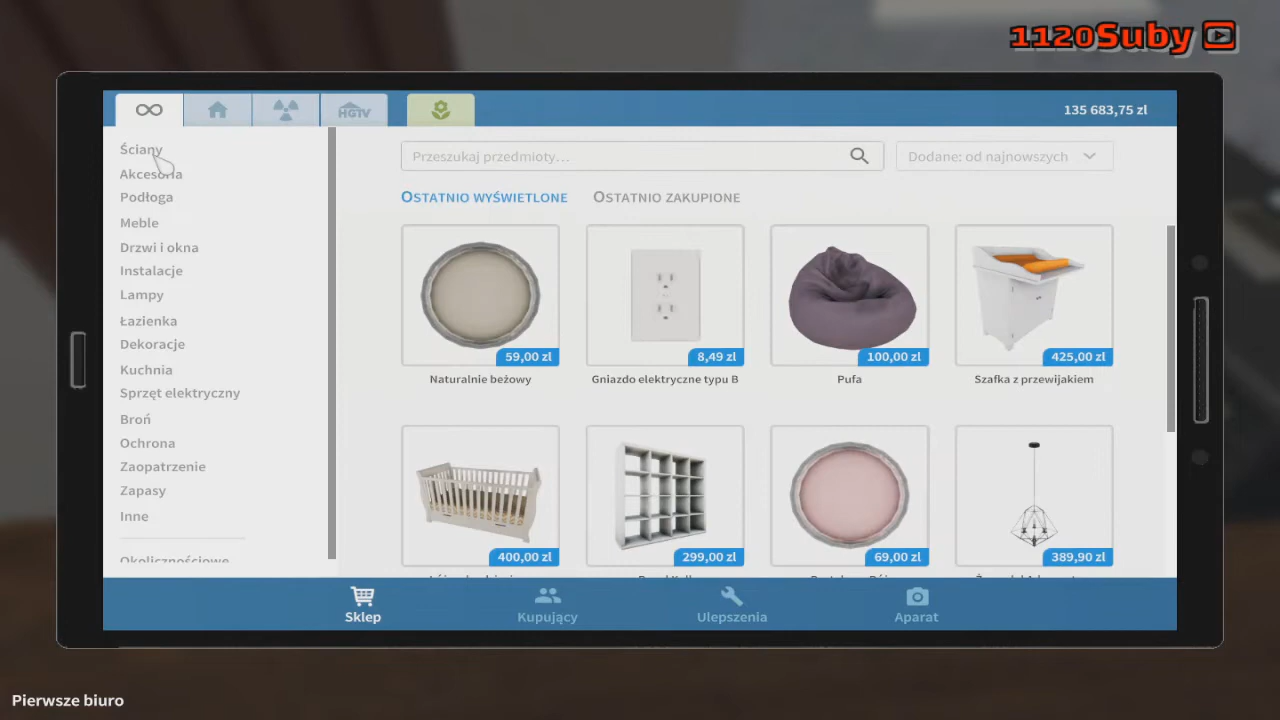 1120Suby
HGTV
135 683,75 zł
Ściany
Akcesoria
Podłoga
Meble
Drzwi i okna
Instalacje
Lampy
Łazienka
Dekoracje
Kuchnia
Sprzęt elektryczny
Broń
Ochrona
Zaopatrzenie
Zapasy
Inne
Okolicznościowe
Przeszukaj przedmioty...
Dodane: od najnowszych
OSTATNIO WYŚWIETLONE
OSTATNIO ZAKUPIONE
59,00 zł
8,49 zł
100,00 zł
425,00 zł
Naturalnie beżowy
Gniazdo elektryczne typu B
Pufa
Szafka z przewijakiem
400,00 zł
299,00 zł
69,00 zł
389,90 zł
Sklep
Kupujący
Ulepszenia
Aparat
Pierwsze biuro